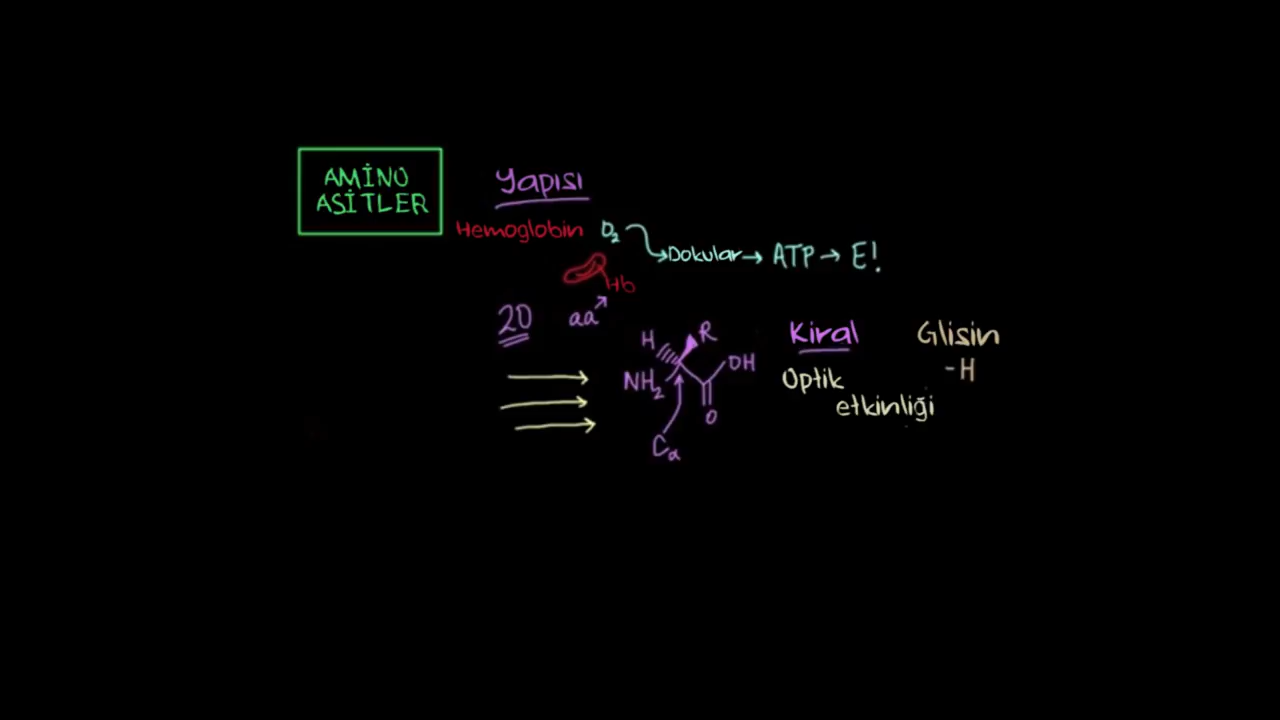 AMİNO
ASİTLER
Yapısı
Hemoglobin O₂ Dokular → ATP → E!
Hb
20 aa
H R
NH₂ OH
O
Cα
Kiral
Optik
etkinliği
Glisin
-H